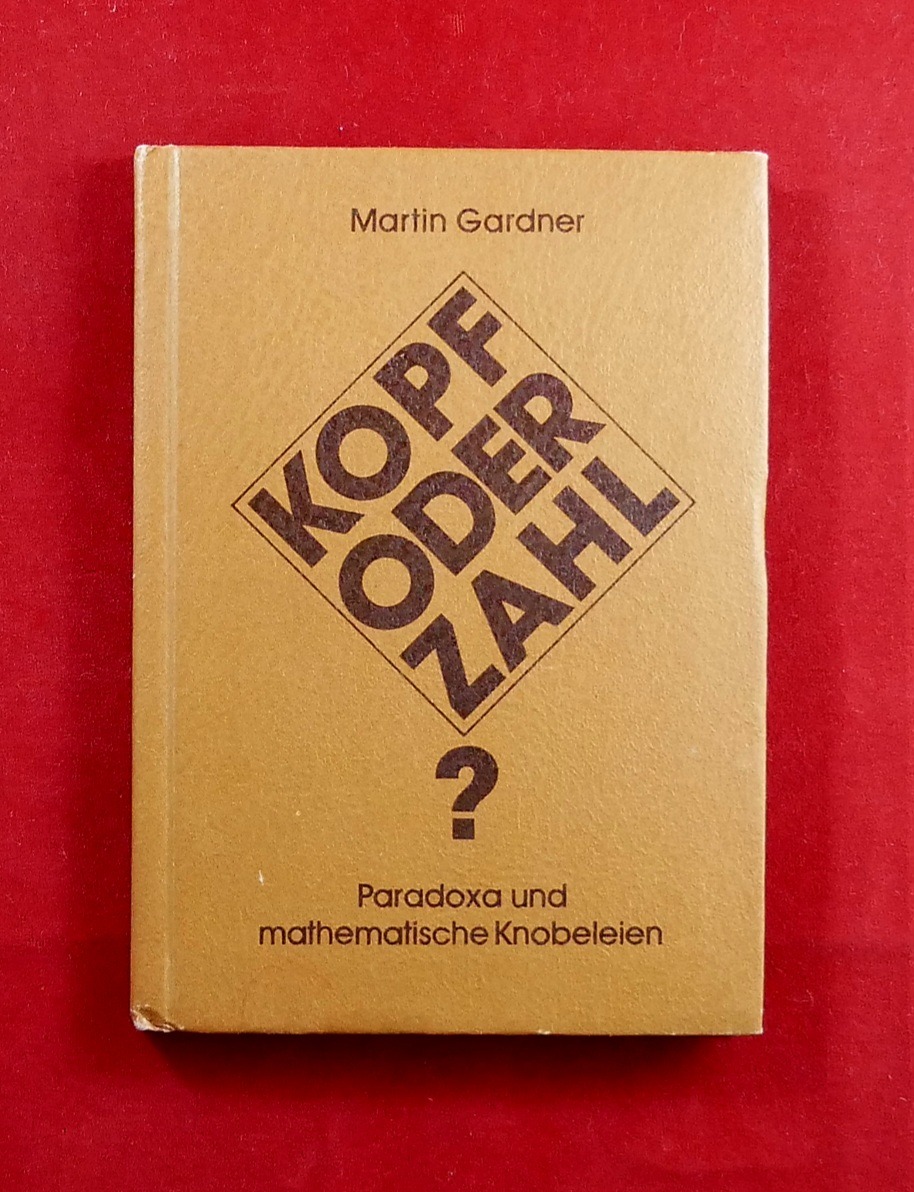 Martin Gardner
KOPF
ODER
ZAHL
?
Paradoxa und
mathematische Knobeleien